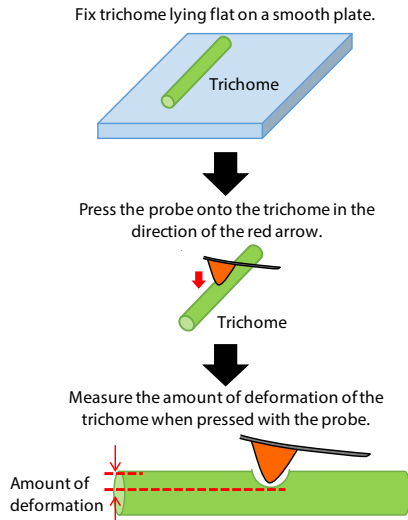 Fix trichome lying flat on a smooth plate.
Trichome
Press the probe onto the trichome in the
direction of the red arrow.
Trichome
Measure the amount of deformation of the
trichome when pressed with the probe.
Amount of
deformation